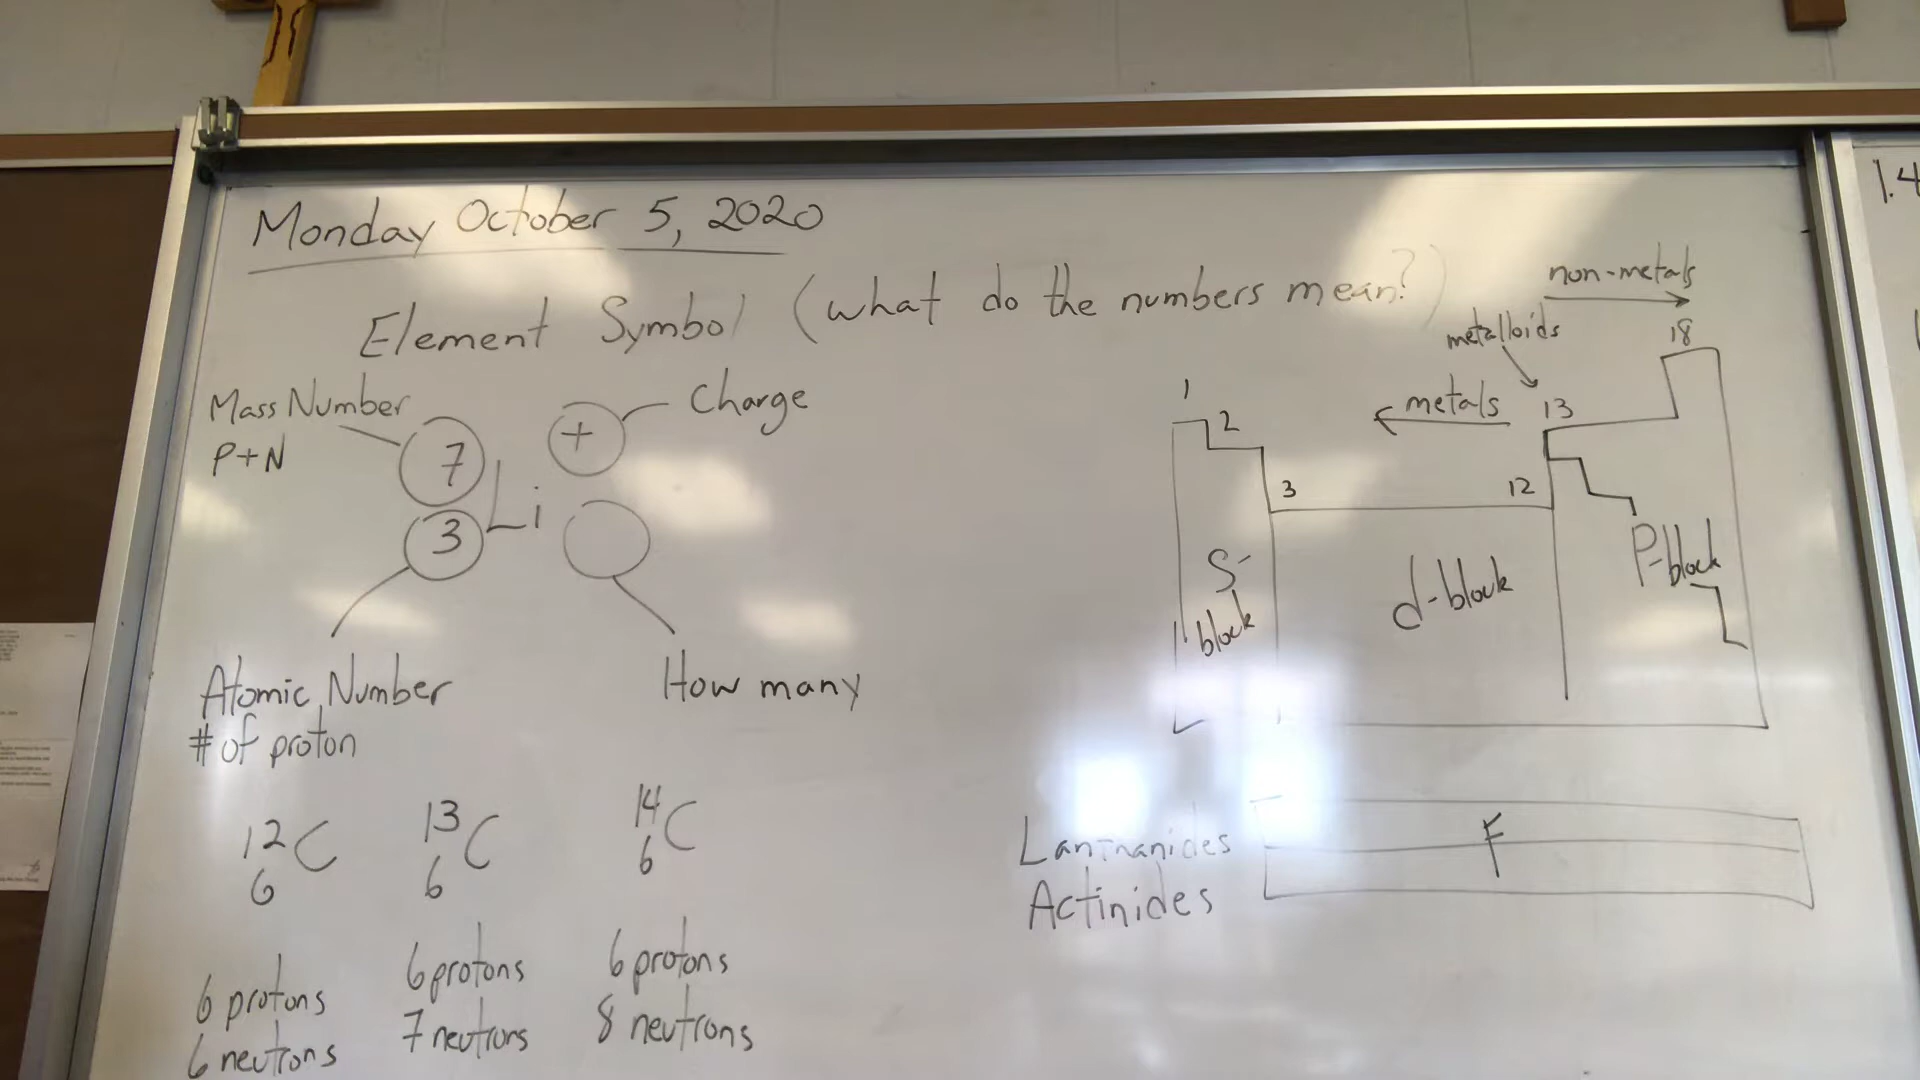 Monday October 5, 2020
Element Symbol (what do the numbers mean?)
Mass Number
P+N
7
+
Charge
3
Li
Atomic Number
# of proton
How many
12
6
C
13
6
C
14
6
C
6 protons
6 neutrons
6 protons
7 neutrons
6 protons
8 neutrons
non-metals
metalloids
metals
1
2
3
12
13
18
S-
block
d-block
P-block
Lanthanides
Actinides
F
1.4